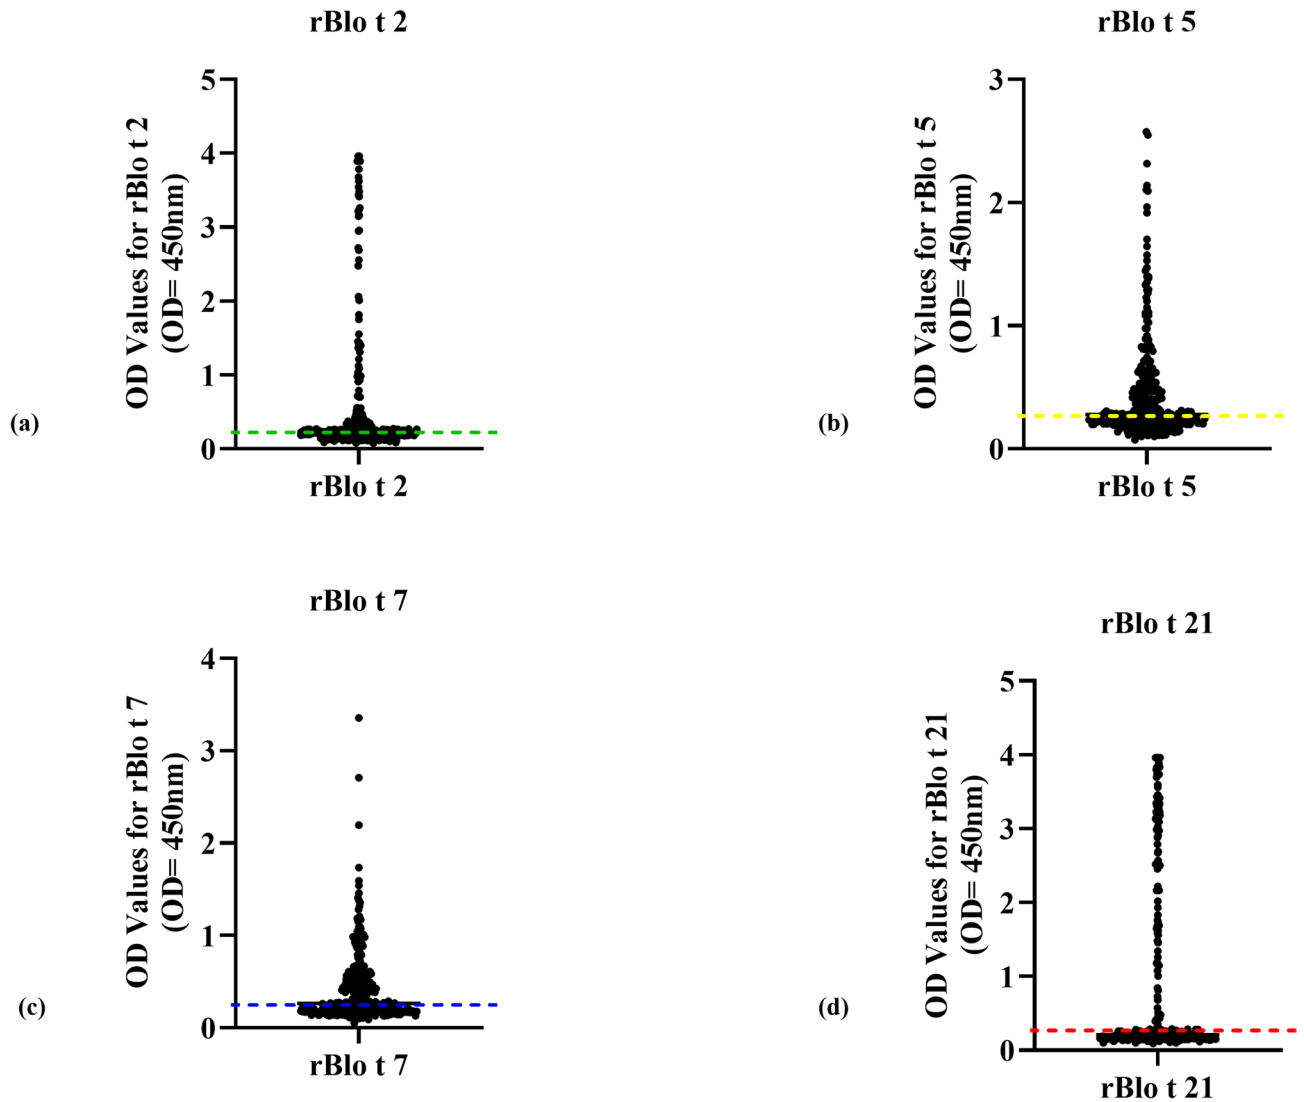 rBlo t 2
5
4
3
2
1
0
OD Values for rBlo t 2
(OD= 450nm)
(a)
rBlo t 2
rBlo t 5
3
2
1
0
OD Values for rBlo t 5
(OD= 450nm)
(b)
rBlo t 5
rBlo t 7
4
3
2
1
0
OD Values for rBlo t 7
(OD= 450nm)
(c)
rBlo t 7
rBlo t 21
5
4
3
2
1
0
OD Values for rBlo t 21
(OD= 450nm)
(d)
rBlo t 21